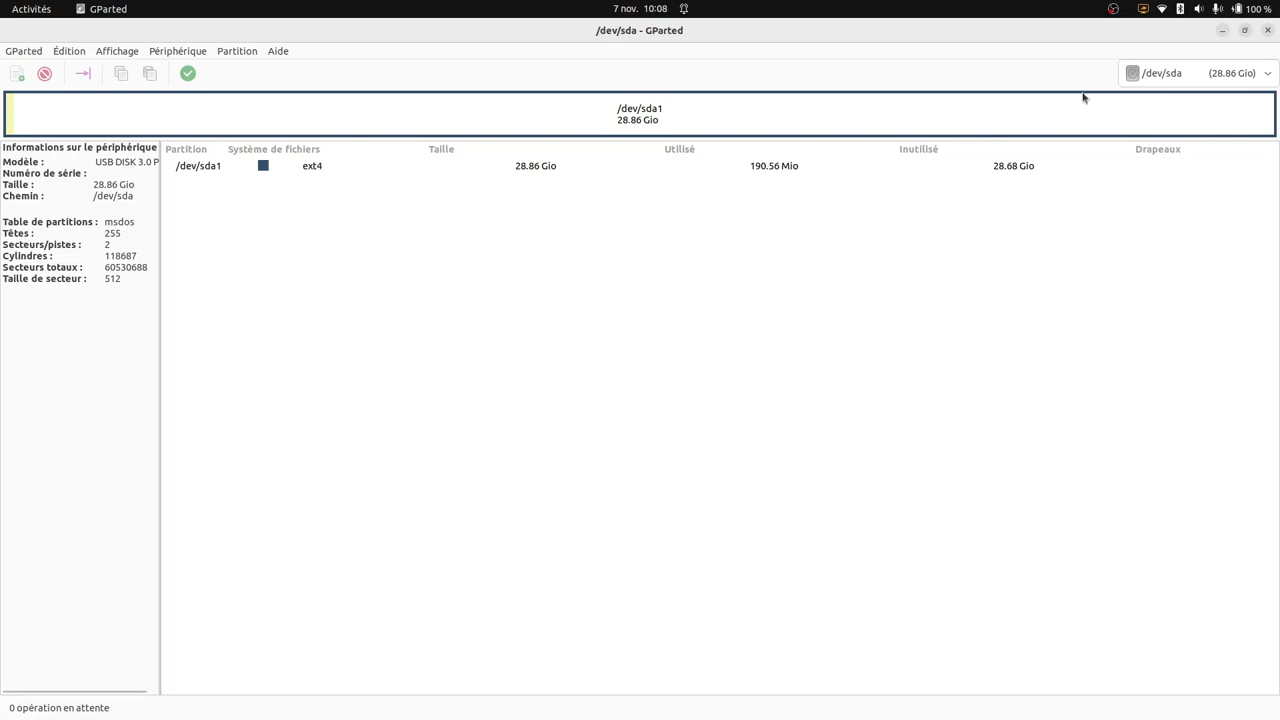 Activités GParted 7 nov. 10:08 100 %
/dev/sda - GParted
GParted Édition Affichage Périphérique Partition Aide
/dev/sda (28.86 Gio)
/dev/sda1
28.86 Gio
Informations sur le périphérique
Modèle : USB DISK 3.0 P
Numéro de série :
Taille : 28.86 Gio
Chemin : /dev/sda
Table de partitions : msdos
Têtes : 255
Secteurs/pistes : 2
Cylindres : 118687
Secteurs totaux : 60530688
Taille de secteur : 512
Partition Système de fichiers Taille Utilisé Inutilisé Drapeaux
/dev/sda1 ext4 28.86 Gio 190.56 Mio 28.68 Gio
0 opération en attente